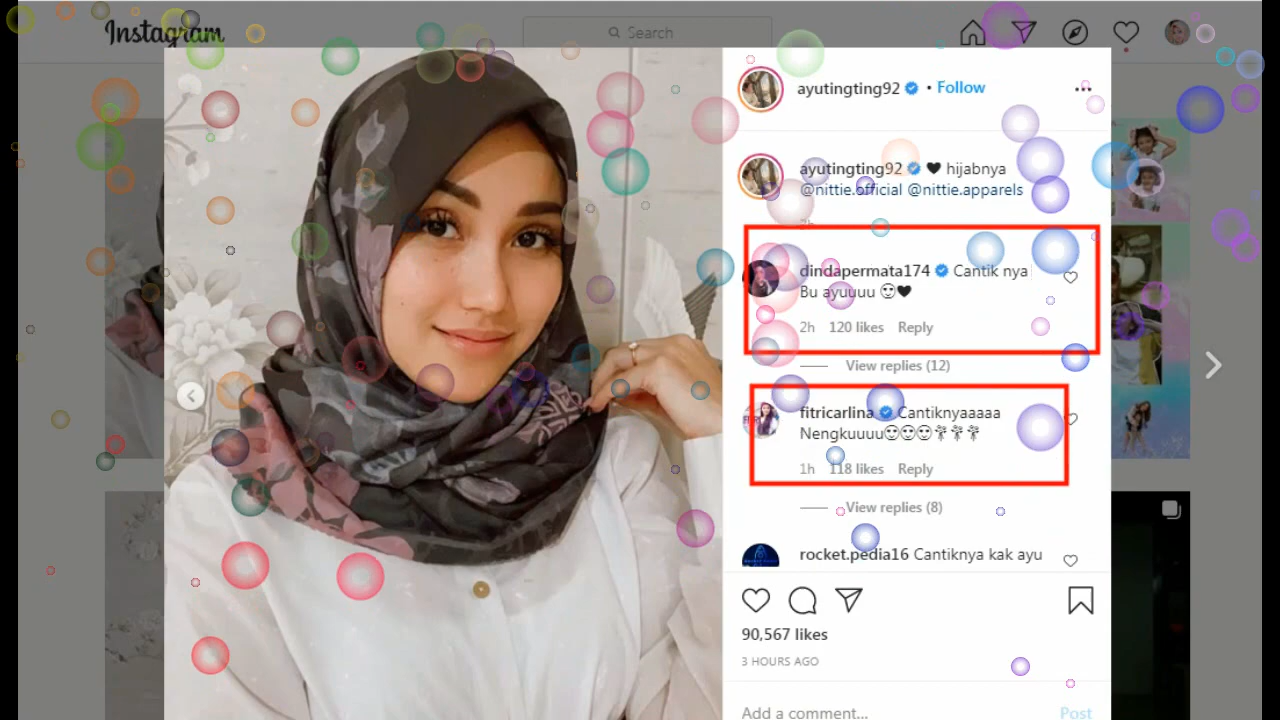 Instagram
Search
ayutingting92 • Follow
ayutingting92 🖤 hijabnya
@nittie.official @nittie.apparels
dindapermata174 Cantik nya
Bu ayuuuu 😍🖤
2h 120 likes Reply
View replies (12)
fitricarlina Cantiknyaaaaa
Nengkuuuu😍😍😍💐💐💐
1h 118 likes Reply
View replies (8)
rocket.pedia16 Cantiknya kak ayu
90,567 likes
3 HOURS AGO
Add a comment... Post